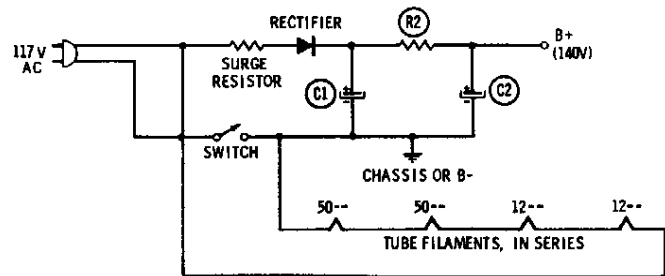 RECTIFIER
R2
B+
(140V)
117 V
AC
SURGE
RESISTOR
C1
C2
SWITCH
CHASSIS OR B-
50--
50--
12--
12--
TUBE FILAMENTS, IN SERIES